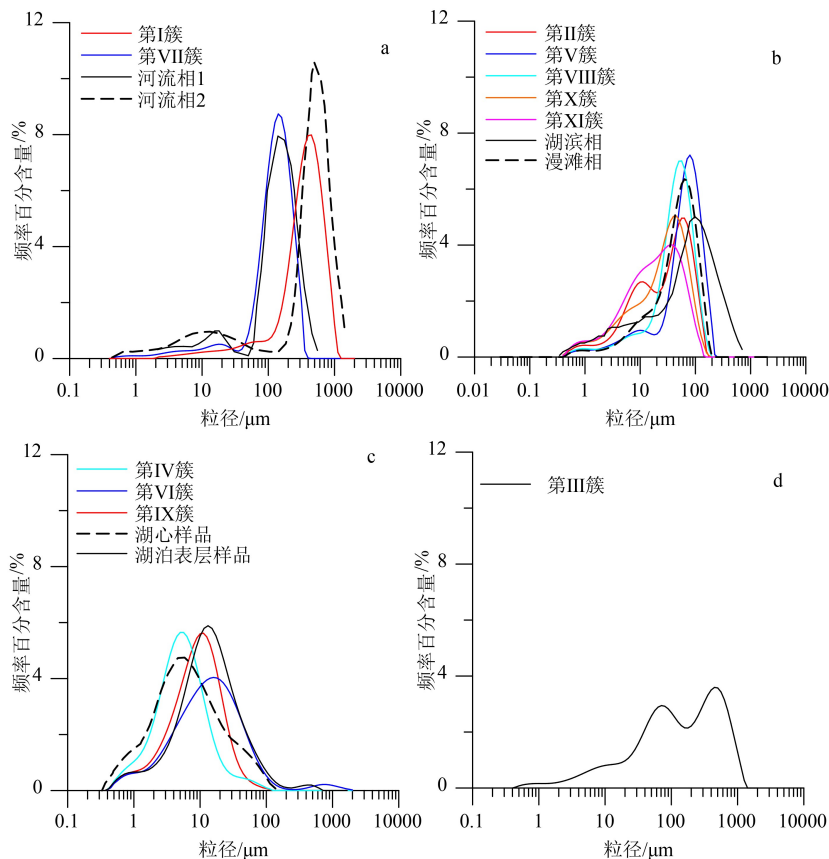 12
8
4
0
频率百分含量/%
第I簇
第VII簇
河流相1
河流相2
a
0.1 1 10 100 1000 10000
粒径/μm
12
8
4
0
频率百分含量/%
第II簇
第V簇
第VIII簇
第X簇
第XI簇
湖滨相
漫滩相
b
0.01 0.1 1 10 100 1000 10000
粒径/μm
12
8
4
0
频率百分含量/%
第IV簇
第VI簇
第IX簇
湖心样品
湖泊表层样品
c
0.1 1 10 100 1000 10000
粒径/μm
12
8
4
0
频率百分含量/%
第III簇
d
0.1 1 10 100 1000 10000
粒径/μm